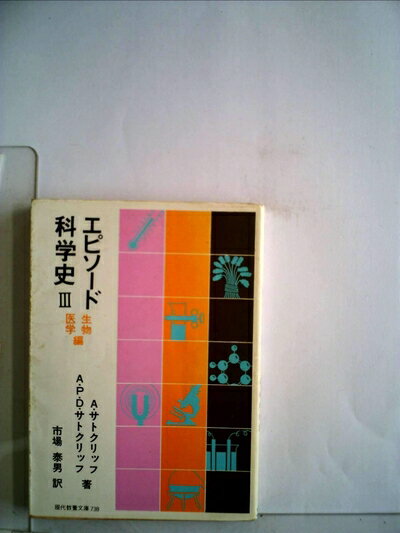 エピソード
科学史 III
生物
医学
編
A・サトクリッフ
A・P・D・サトクリッフ
著
市場 泰男 訳
現代教養文庫 738